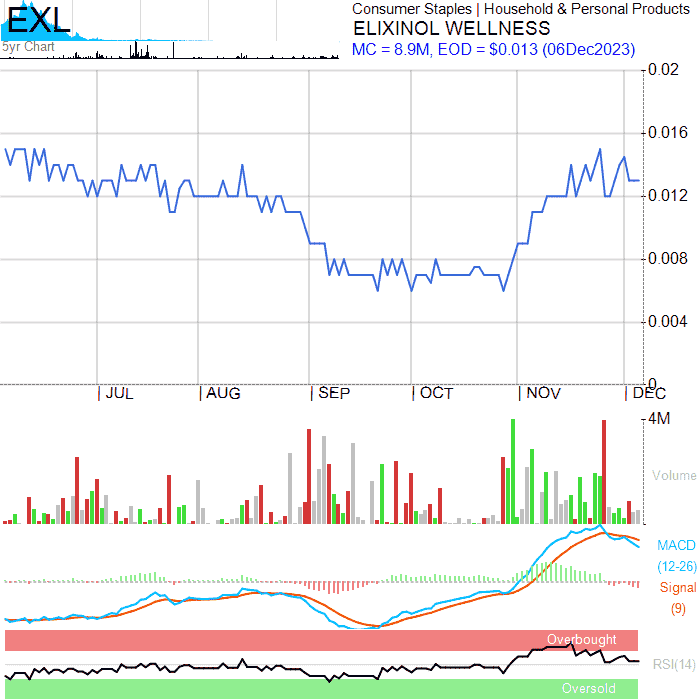 EXL
5yr Chart
Consumer Staples | Household & Personal Products
ELIXINOL WELLNESS
MC = 8.9M, EOD = $0.013 (06Dec2023)
0.02
0.016
0.012
0.008
0.004
0
JUL AUG SEP OCT NOV DEC
4M
Volume
MACD
(12-26)
Signal
(9)
Overbought
RSI(14)
Oversold